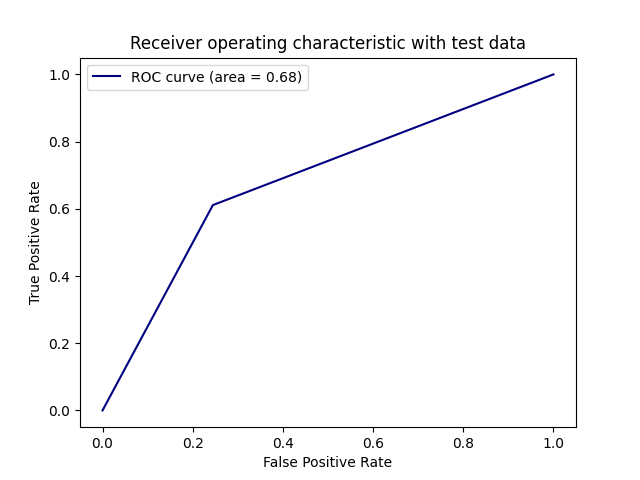 Receiver operating characteristic with test data
ROC curve (area = 0.68)
True Positive Rate
1.0
0.8
0.6
0.4
0.2
0.0
0.0 0.2 0.4 0.6 0.8 1.0
False Positive Rate